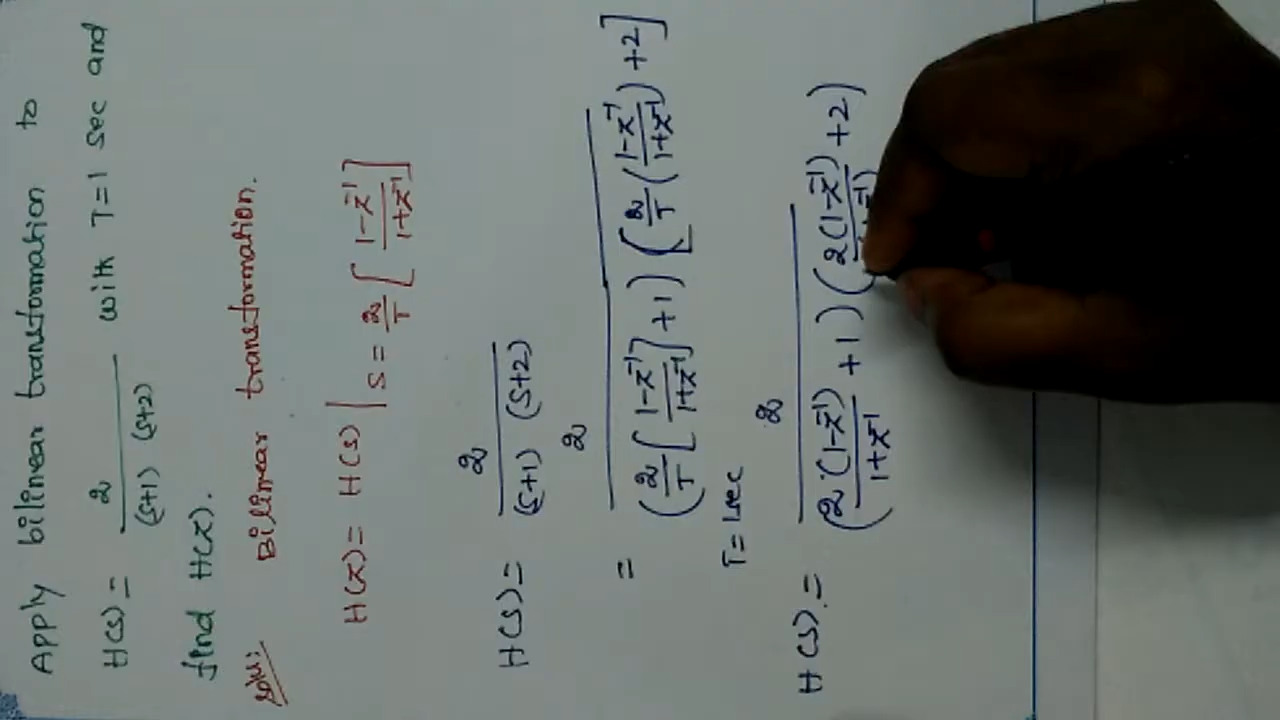 Apply bilinear transformation to
H(s) = 2 / (s+1) (s+2) with T=1 sec and
find H(z).
Solu: Bilinear transformation.
H(z) = H(s) | s = 2/T [ 1-z⁻¹ / 1+z⁻¹ ]
H(s) = 2 / (s+1) (s+2)
= 2 / ( 2/T [ 1-z⁻¹ / 1+z⁻¹ ] + 1 ) [ 2/T ( 1-z⁻¹ / 1+z⁻¹ ) + 2 ]
T = 1sec
H(s) = 2 / ( 2·(1-z⁻¹) / 1+z⁻¹ + 1 ) ( 2(1-z⁻¹) / + 2 )